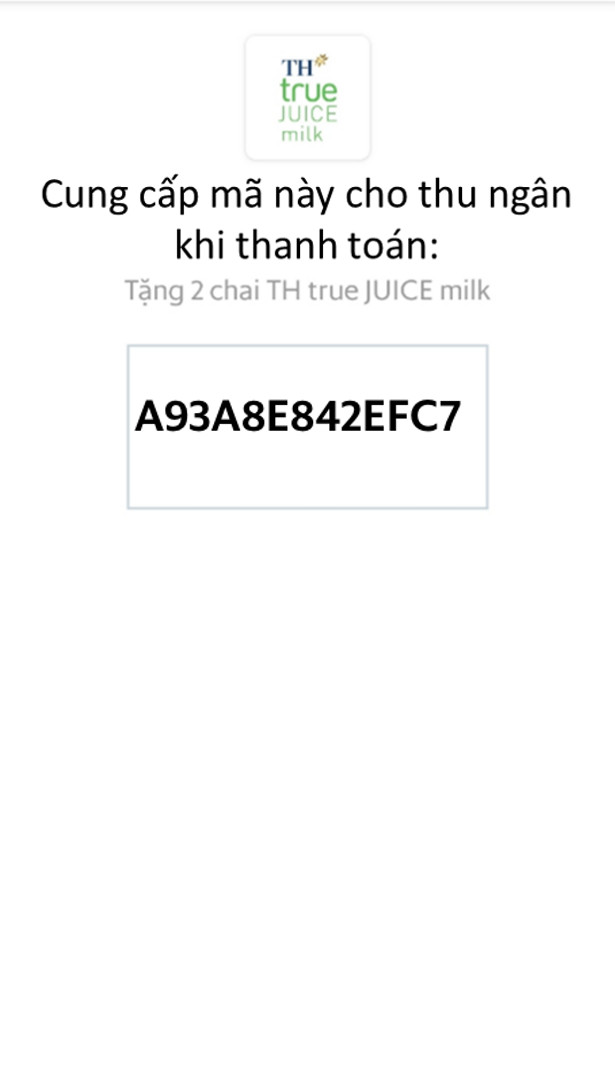 TH
true
JUICE
milk
Cung cấp mã này cho thu ngân
khi thanh toán:
Tặng 2 chai TH true JUICE milk
A93A8E842EFC7